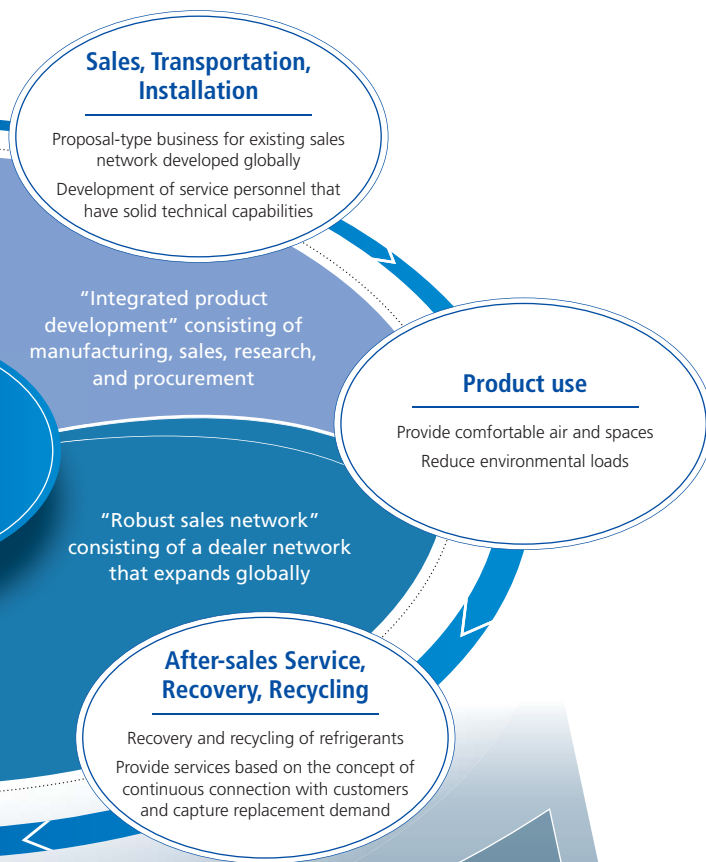 Sales, Transportation,
Installation
Proposal-type business for existing sales
network developed globally
Development of service personnel that
have solid technical capabilities
“Integrated product
development” consisting of
manufacturing, sales, research,
and procurement
Product use
Provide comfortable air and spaces
Reduce environmental loads
“Robust sales network”
consisting of a dealer network
that expands globally
After-sales Service,
Recovery, Recycling
Recovery and recycling of refrigerants
Provide services based on the concept of
continuous connection with customers
and capture replacement demand